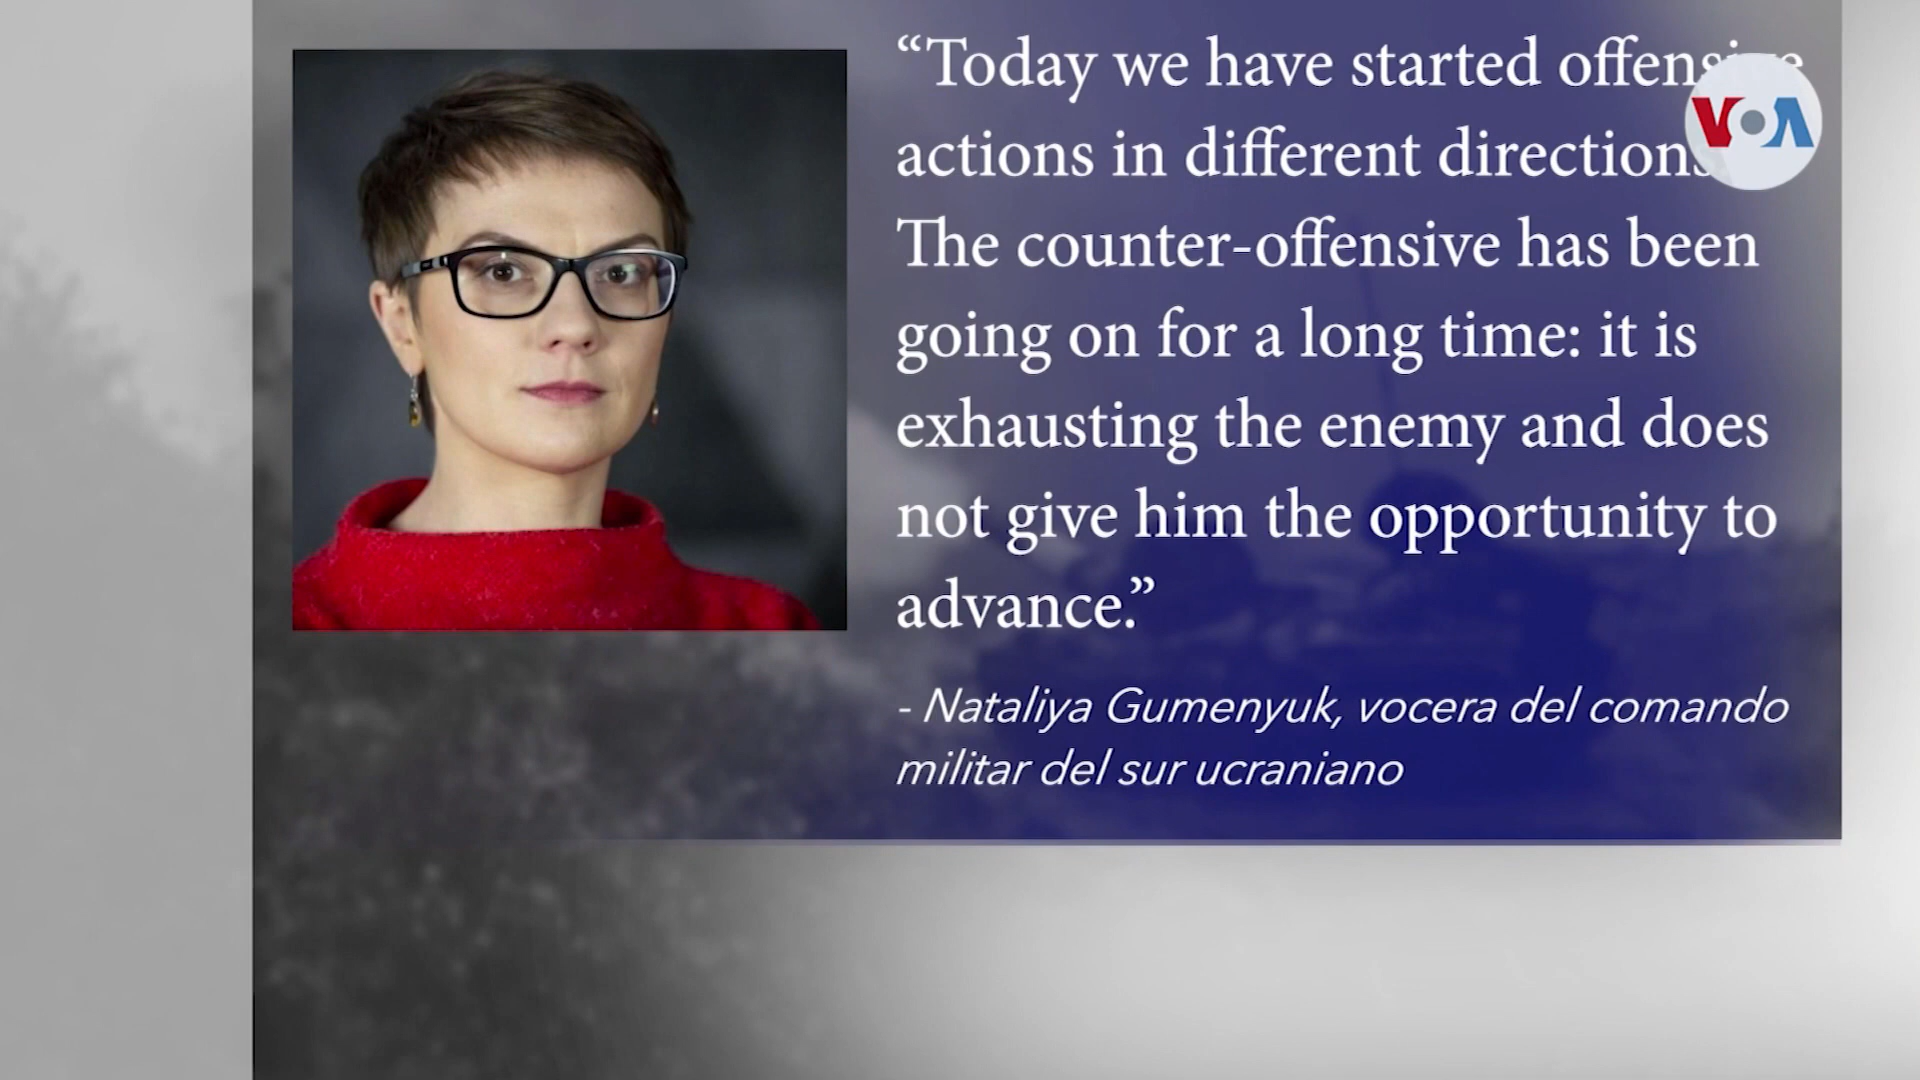 “Today we have started offensive
VOA
actions in different directions
The counter-offensive has been
going on for a long time: it is
exhausting the enemy and does
not give him the opportunity to
advance.”
- Nataliya Gumenyuk, vocera del comando
militar del sur ucraniano